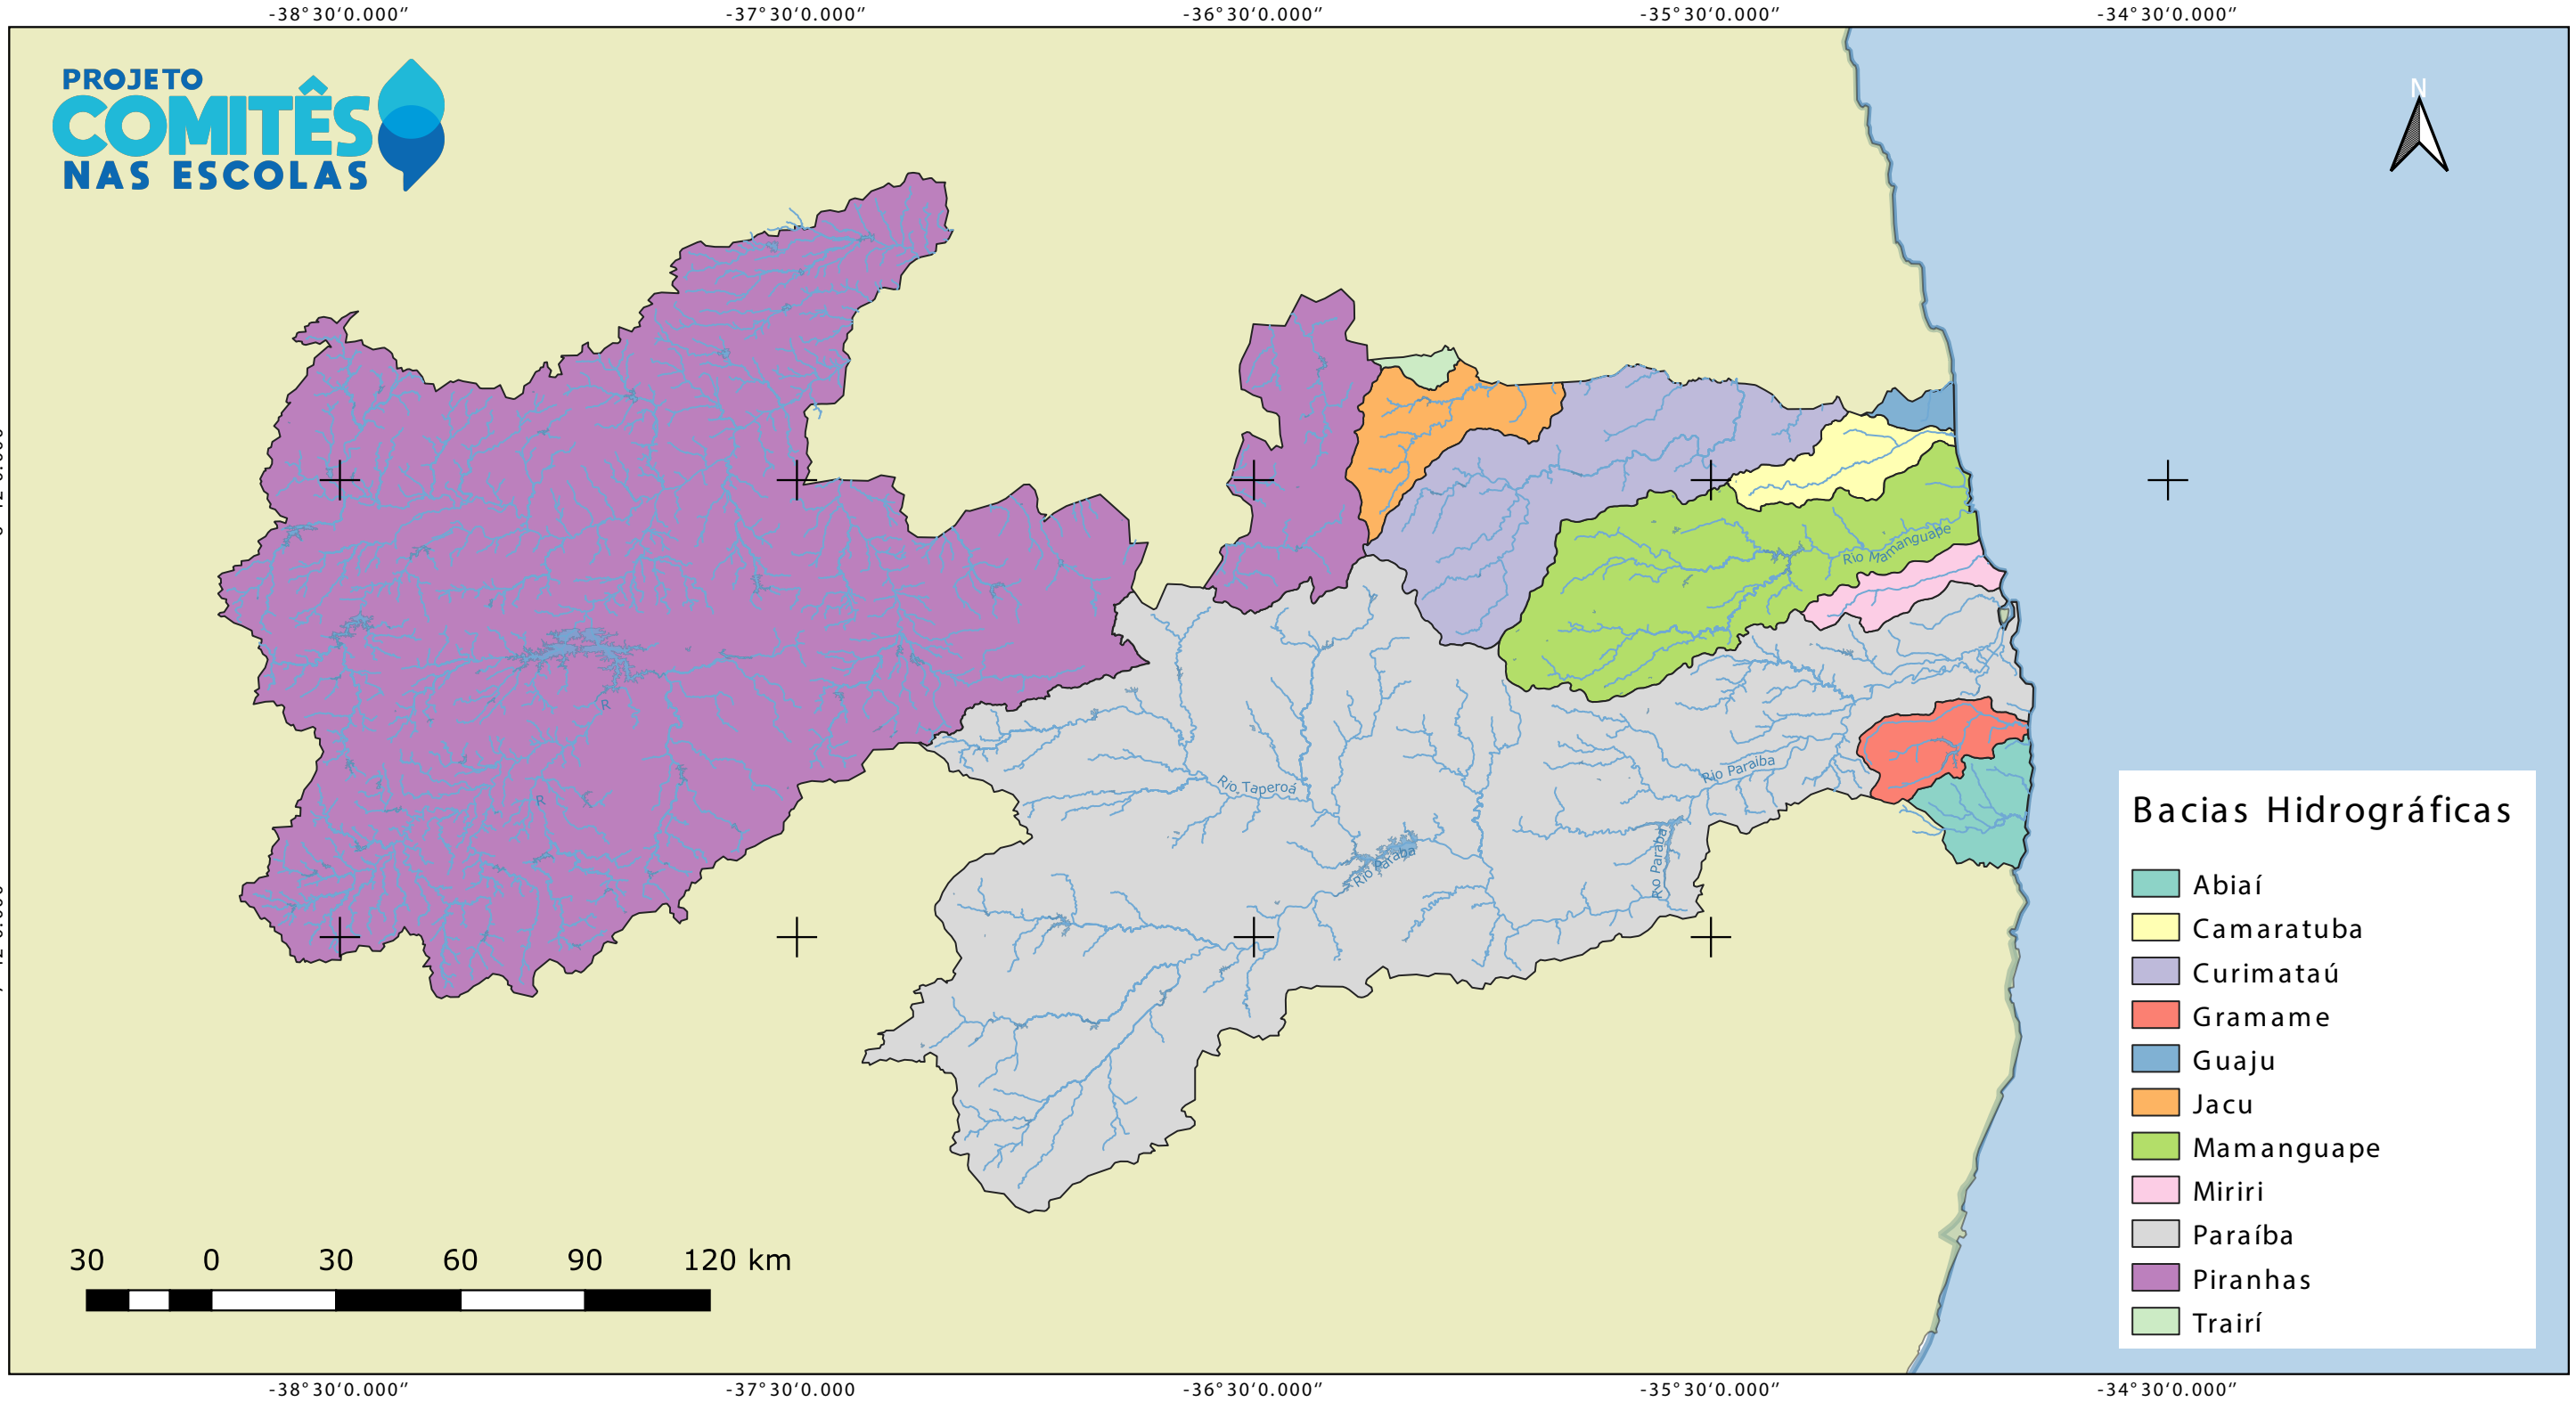 -38°30′0.000″ -37°30′0.000″ -36°30′0.000″ -35°30′0.000″ -34°30′0.000″
PROJETO
COMITÊS
NAS ESCOLAS
N
Rio Mamanguape
R
Rio Taperoá
Rio Paraíba
R
Rio Paraíba
Rio Paraíba
Bacias Hidrográficas
Abiaí
Camaratuba
Curimataú
Gramame
Guaju
Jacu
Mamanguape
Miriri
Paraíba
Piranhas
Trairí
30 0 30 60 90 120 km
-38°30′0.000″ -37°30′0.000 -36°30′0.000″ -35°30′0.000″ -34°30′0.000″